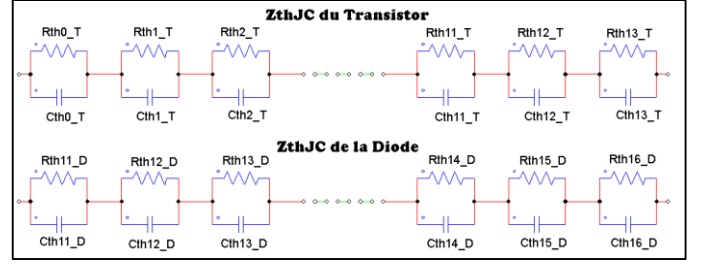 ZthJC du Transistor
Rth0_T Rth1_T Rth2_T Rth11_T Rth12_T Rth13_T
Cth0_T Cth1_T Cth2_T Cth11_T Cth12_T Cth13_T
ZthJC de la Diode
Rth11_D Rth12_D Rth13_D Rth14_D Rth15_D Rth16_D
Cth11_D Cth12_D Cth13_D Cth14_D Cth15_D Cth16_D